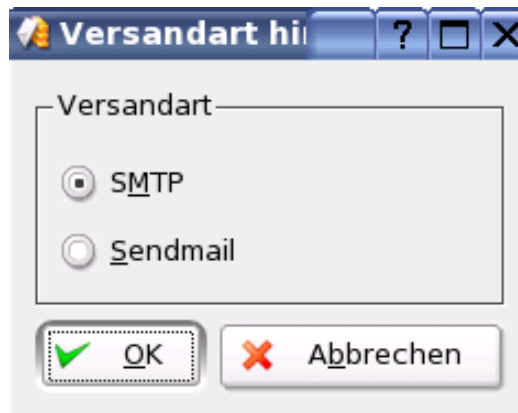 Versandart hi
Versandart
SMTP
Sendmail
OK Abbrechen